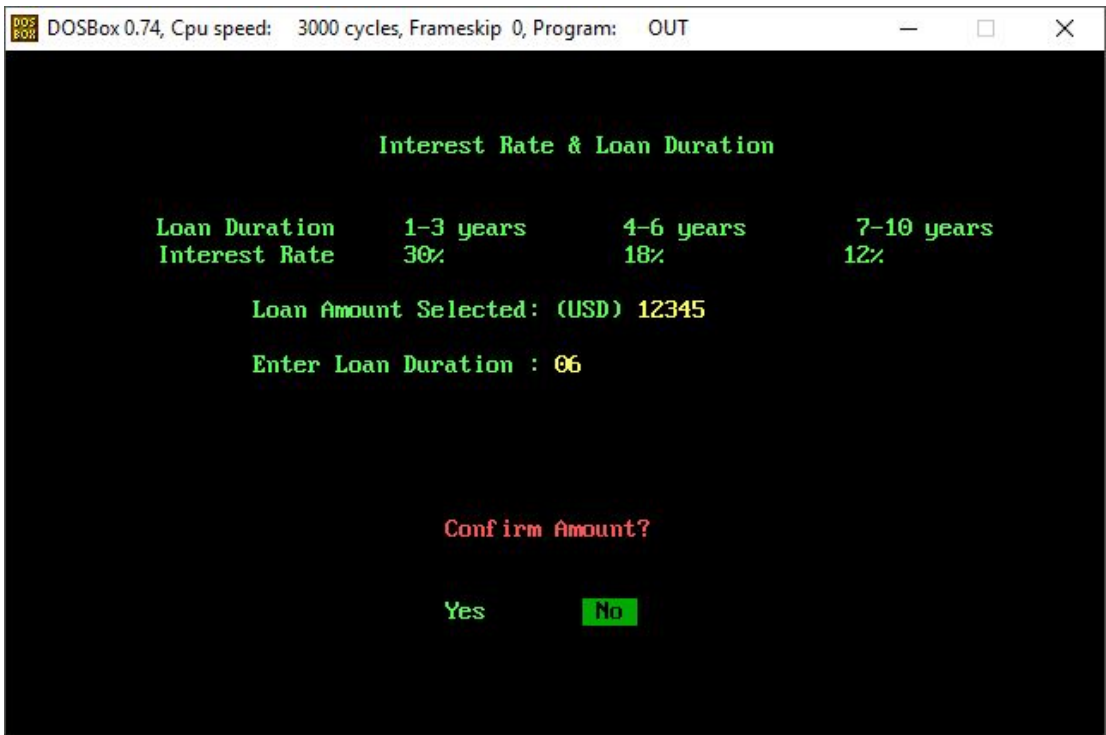 DOSBox 0.74, Cpu speed: 3000 cycles, Frameskip 0, Program: OUT
Interest Rate & Loan Duration
Loan Duration 1-3 years 4-6 years 7-10 years
Interest Rate 30% 18% 12%
Loan Amount Selected: (USD) 12345
Enter Loan Duration : 06
Confirm Amount?
Yes No